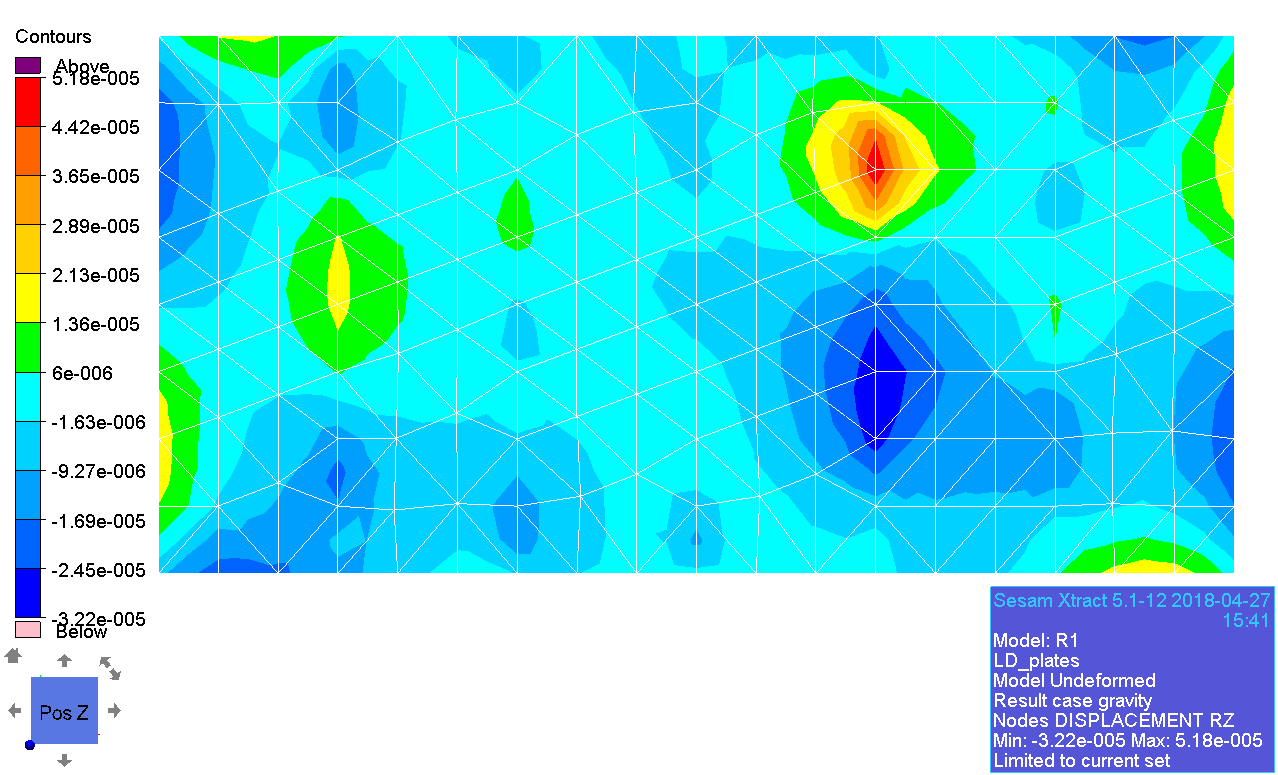 Contours
Above
5.18e-005
4.42e-005
3.65e-005
2.89e-005
2.13e-005
1.36e-005
6e-006
-1.63e-006
-9.27e-006
-1.69e-005
-2.45e-005
-3.22e-005
Below
Pos Z
Sesam Xtract 5.1-12 2018-04-27
15:41
Model: R1
LD_plates
Model Undeformed
Result case gravity
Nodes DISPLACEMENT RZ
Min: -3.22e-005 Max: 5.18e-005
Limited to current set